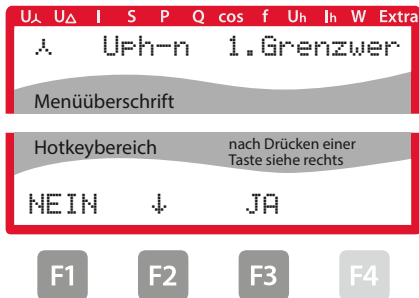 U⅄ U△ I S P Q cos f Uh Ih W Extra
⅄ Uph-n 1.Grenzwer
Menüüberschrift
Hotkeybereich nach Drücken einer
Taste siehe rechts
NEIN ↓ JA
F1 F2 F3 F4